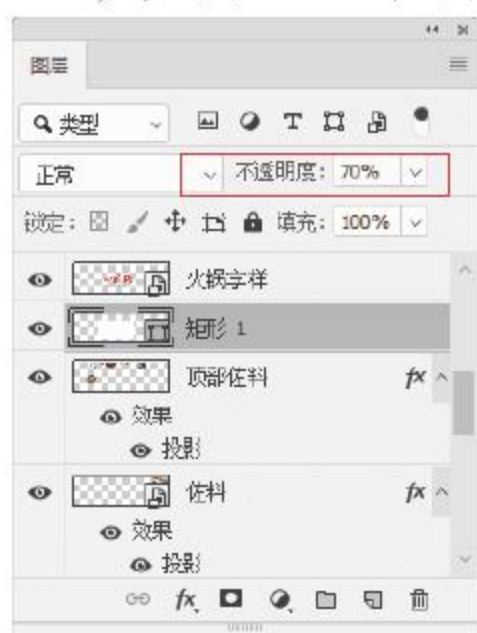 图层
类型
正常 不透明度: 70%
锁定: 填充: 100%
火锅字样
矩形 1
顶部佐料 fx
效果
投影
佐料 fx
效果
投影
fx